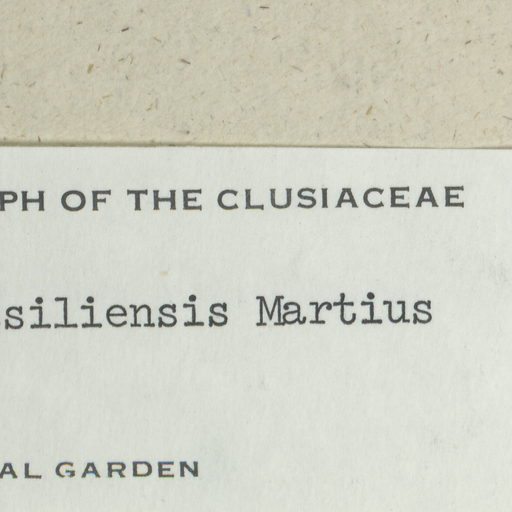 PH OF THE CLUSIACEAE
siliensis Martius
AL GARDEN